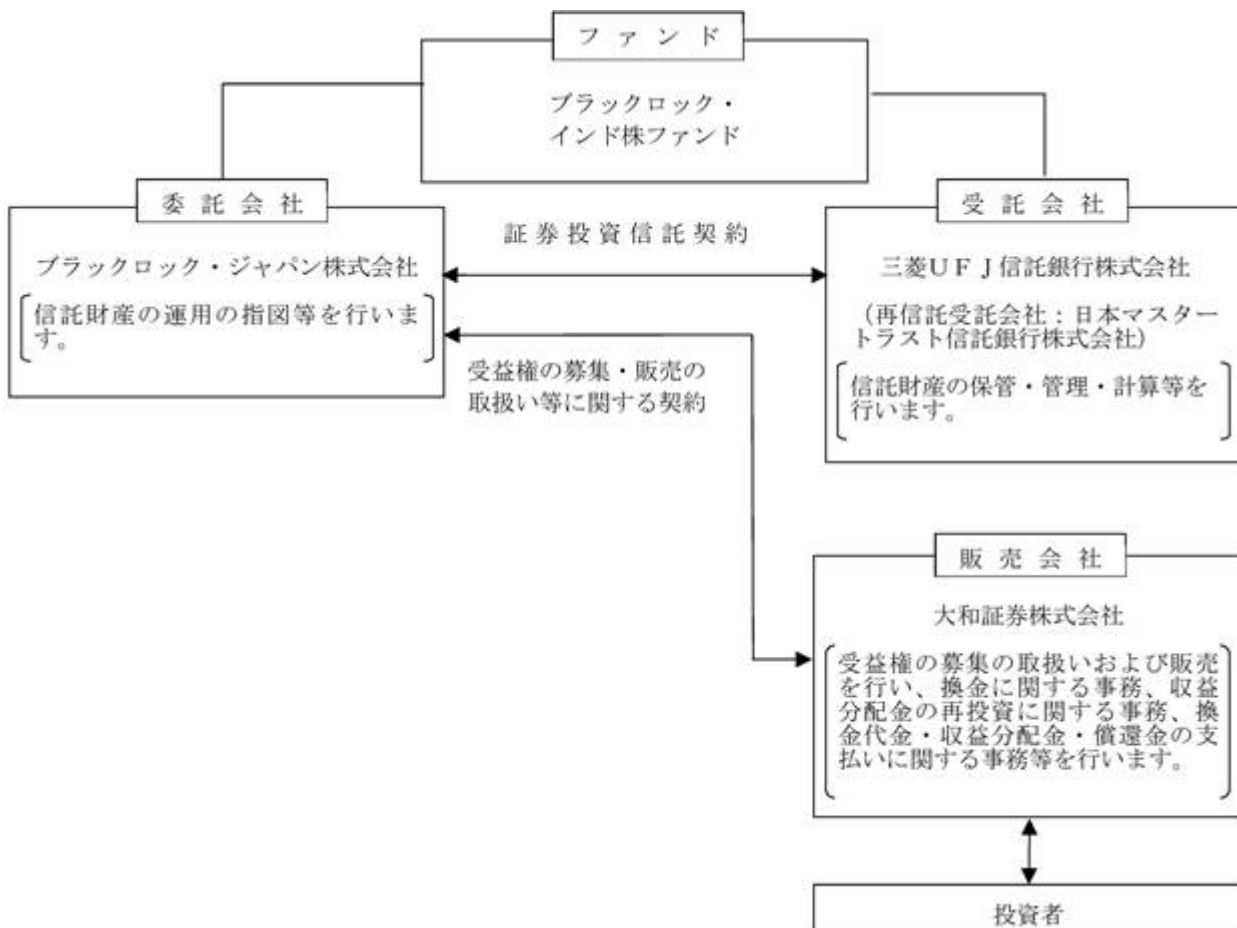 ファンド
ブラックロック・
インド株ファンド
委託会社
ブラックロック・ジャパン株式会社
信託財産の運用の指図等を行いま
す。
証券投資信託契約
受益権の募集・販売の
取扱い等に関する契約
受託会社
三菱UFJ信託銀行株式会社
(再信託受託会社:日本マスター
トラスト信託銀行株式会社)
信託財産の保管・管理・計算等を
行います。
販売会社
大和証券株式会社
受益権の募集の取扱いおよび販売
を行い、換金に関する事務、収益
分配金の再投資に関する事務、換
金代金・収益分配金・償還金の支
払いに関する事務等を行います。
投資者